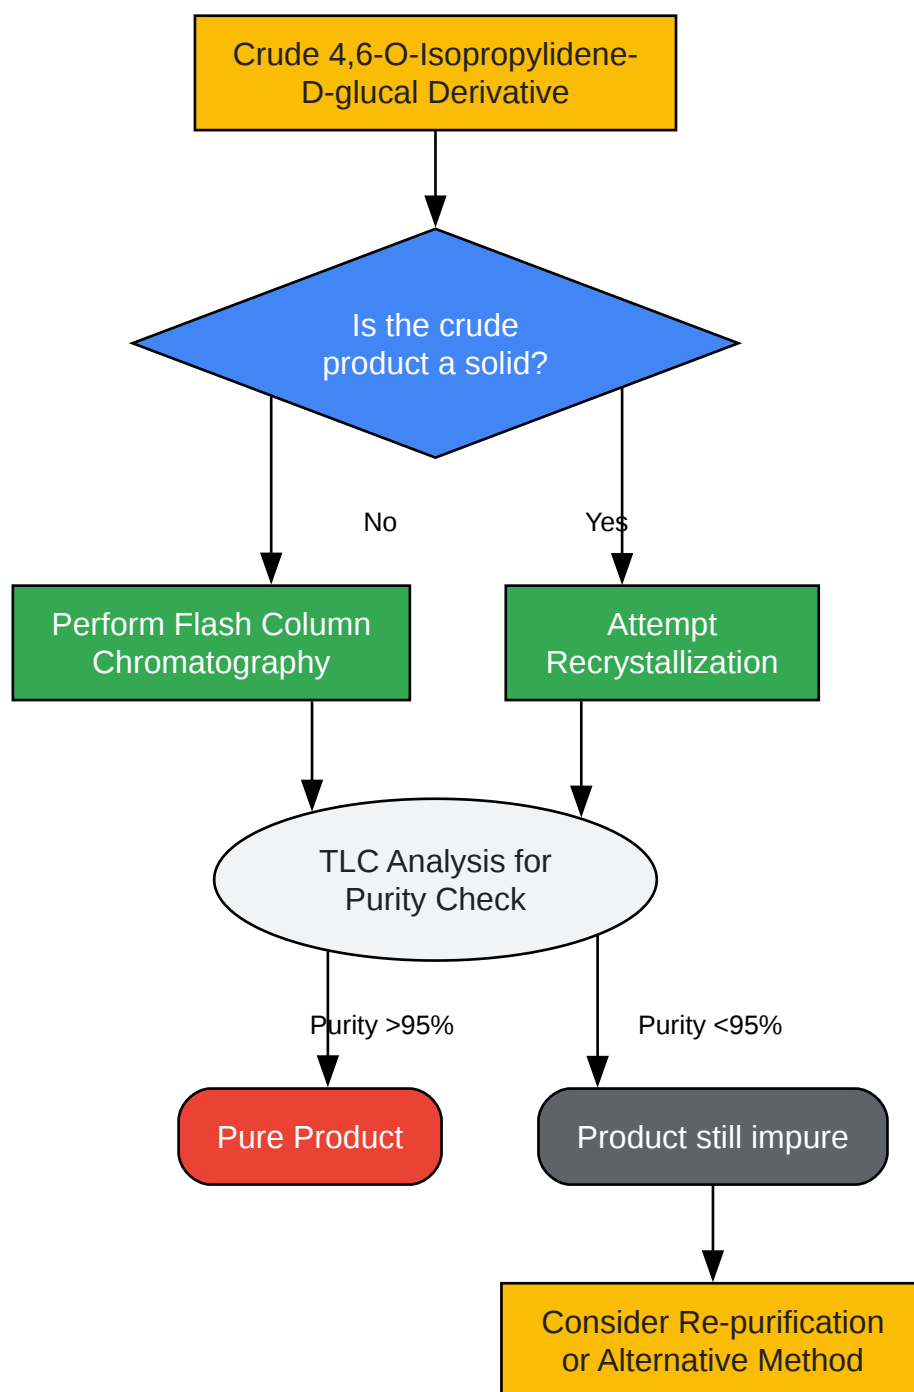 Crude 4,6-O-Isopropylidene-
D-glucal Derivative
Is the crude
product a solid?
No
Yes
Perform Flash Column
Chromatography
Attempt
Recrystallization
TLC Analysis for
Purity Check
Purity >95%
Purity <95%
Pure Product
Product still impure
Consider Re-purification
or Alternative Method